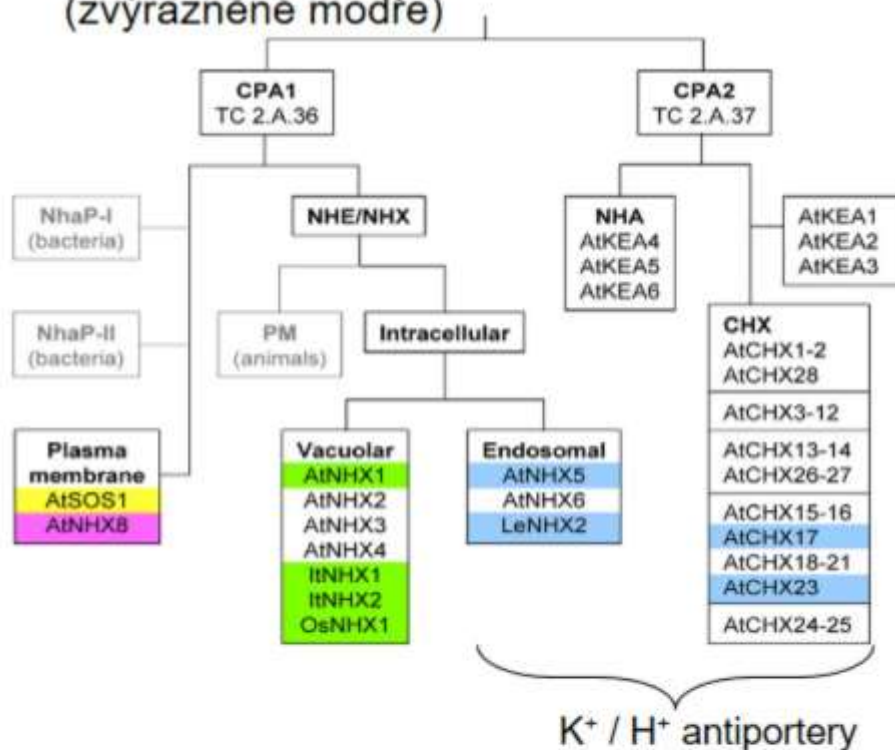 (zvýrazněné modře)
CPA1
TC 2.A.36
CPA2
TC 2.A.37
NhaP-I
(bacteria)
NHE/NHX
NHA
AtKEA4
AtKEA5
AtKEA6
AtKEA1
AtKEA2
AtKEA3
NhaP-II
(bacteria)
PM
(animals)
Intracellular
CHX
AtCHX1-2
AtCHX28
AtCHX3-12
AtCHX13-14
AtCHX26-27
AtCHX15-16
AtCHX17
AtCHX18-21
AtCHX23
AtCHX24-25
Plasma
membrane
AtSOS1
AtNHX8
Vacuolar
AtNHX1
AtNHX2
AtNHX3
AtNHX4
ItNHX1
ItNHX2
OsNHX1
Endosomal
AtNHX5
AtNHX6
LeNHX2
K⁺ / H⁺ antiportery